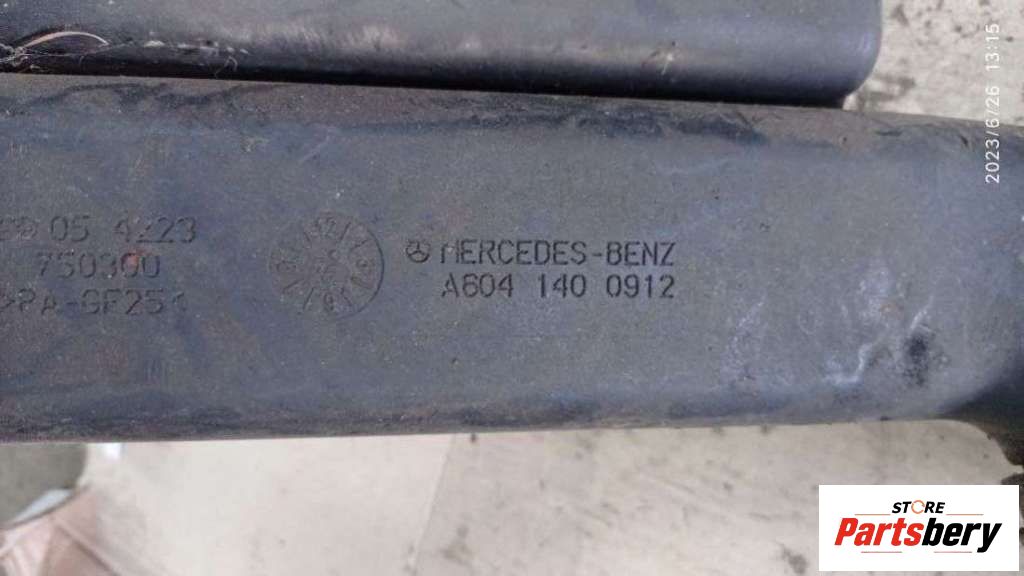 2023/6/26 13:15
05 4223
750300
>PA-GF25<
MERCEDES-BENZ
A604 140 0912
STORE
Partsbery